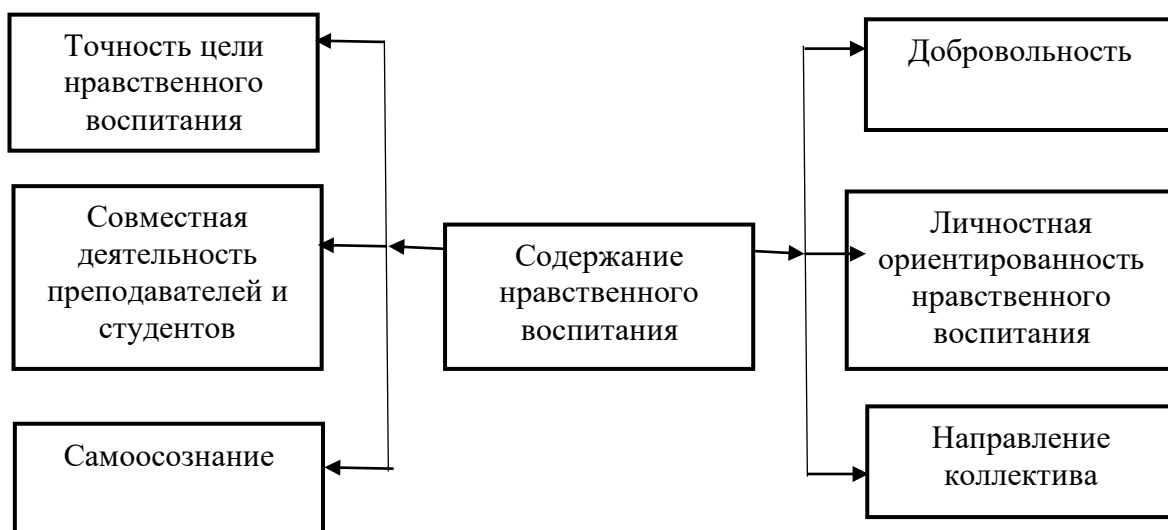 Точность цели
нравственного
воспитания
Совместная
деятельность
преподавателей и
студентов
Самоосознание
Содержание
нравственного
воспитания
Добровольность
Личностная
ориентированность
нравственного
воспитания
Направление
коллектива